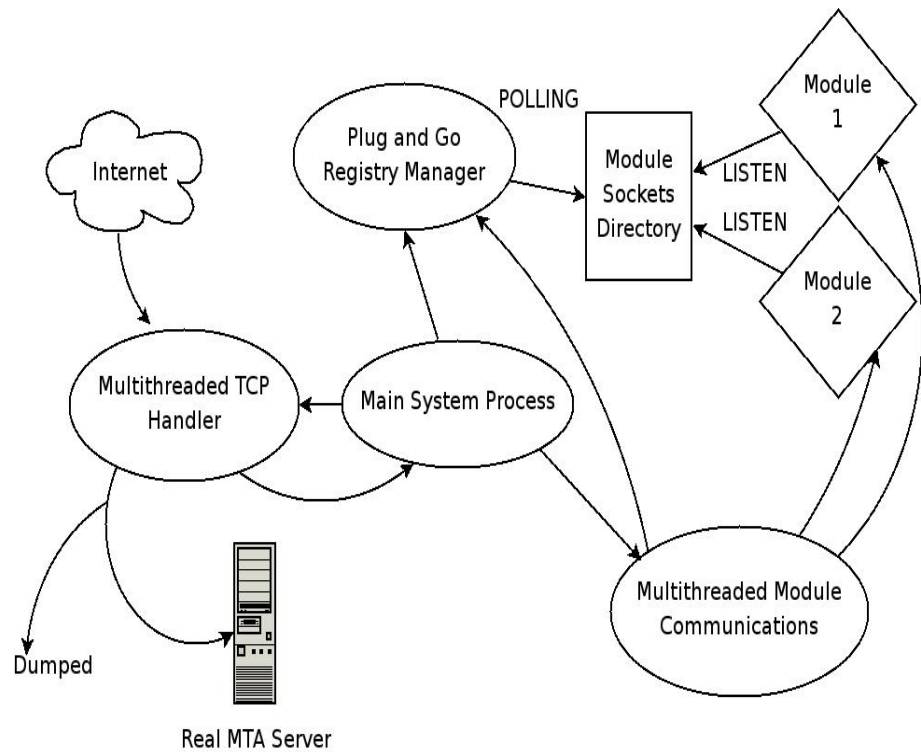 Internet
Plug and Go
Registry Manager
POLLING
Module
Sockets
Directory
Module
1
LISTEN
LISTEN
Module
2
Multithreaded TCP
Handler
Main System Process
Multithreaded Module
Communications
Dumped
Real MTA Server